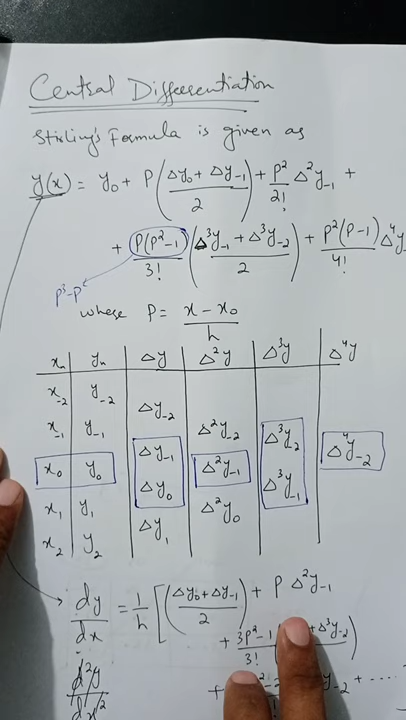 Central Differentiation
Stirling's Formula is given as
y(x) = y₀ + P ((Δy₀ + Δy₋₁)/2) + P²/2! Δ²y₋₁ +
+ P(P²-1)/3! ((Δ³y₋₁ + Δ³y₋₂)/2) + P²(P-1)/4! Δ⁴y
P³-P²
where P = (x - x₀)/h
xₙ yₙ Δy Δ²y Δ³y Δ⁴y
x₋₂ y₋₂
Δy₋₂
x₋₁ y₋₁ Δ²y₋₂
Δy₋₁ Δ³y₂
x₀ y₀ Δ²y₋₁ Δ⁴y₋₂
Δy₀ Δ³y₋₁
x₁ y₁ Δ²y₀
Δy₁
x₂ y₂
dy/dx = 1/h [((Δy₀ + Δy₋₁)/2) + P Δ²y₋₁
+ 3P²-1/3! + Δ³y₋₂)
d²y/dx²
+ y₋₂ + ....